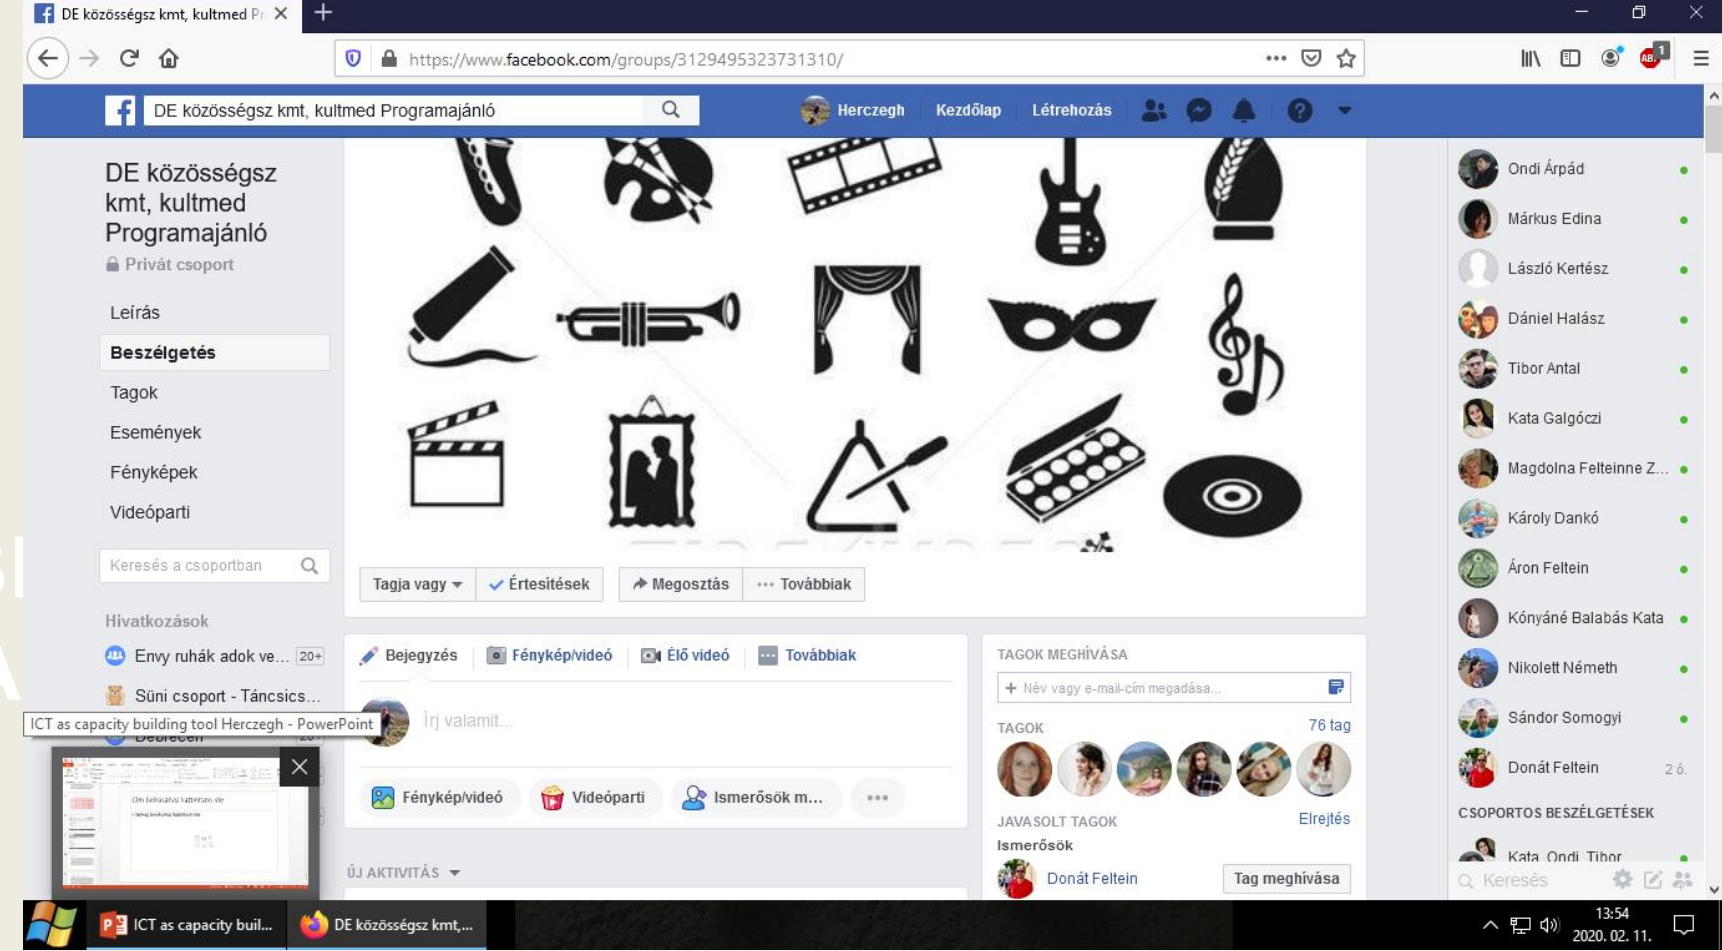 DE közösségsz kmt, kultmed Pr
https://www.facebook.com/groups/3129495323731310/
1
DE közösségsz kmt, kultmed Programajánló
Herczegh Kezdőlap Létrehozás
DE közösségsz
kmt, kultmed
Programajánló
Privát csoport
Leírás
Beszélgetés
Tagok
Események
Fényképek
Videóparti
Keresés a csoportban
Hivatkozások
Envy ruhák adok ve... 20+
Süni csoport - Táncsics...
ICT as capacity building tool Herczegh - PowerPoint
Debrecen
Tagja vagy Értesítések Megosztás Továbbiak
Bejegyzés Fénykép/videó Élő videó Továbbiak
Írj valamit...
Fénykép/videó Videóparti Ismerősök m...
ÚJ AKTIVITÁS
TAGOK MEGHÍVÁSA
+ Név vagy e-mail-cím megadása...
TAGOK 76 tag
JAVASOLT TAGOK Elrejtés
Ismerősök
Donát Feltein Tag meghívása
Ondi Árpád
Márkus Edina
László Kertész
Dániel Halász
Tibor Antal
Kata Galgóczi
Magdolna Felteinne Z...
Károly Dankó
Áron Feltein
Kónyáné Balabás Kata
Nikolett Németh
Sándor Somogyi
Donát Feltein 2 ó.
CSOPORTOS BESZÉLGETÉSEK
Kata, Ondi, Tibor
Keresés
ICT as capacity buil...
DE közösségsz kmt,...
13:54
2020. 02. 11.